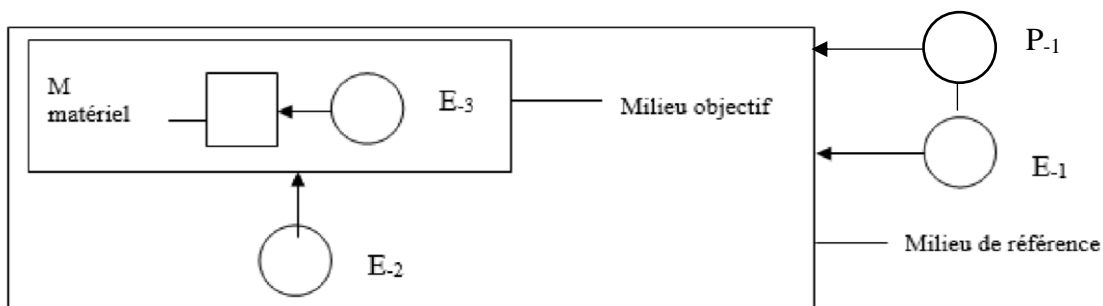 P-1
M
matériel
E-3
Milieu objectif
E-1
E-2
Milieu de référence